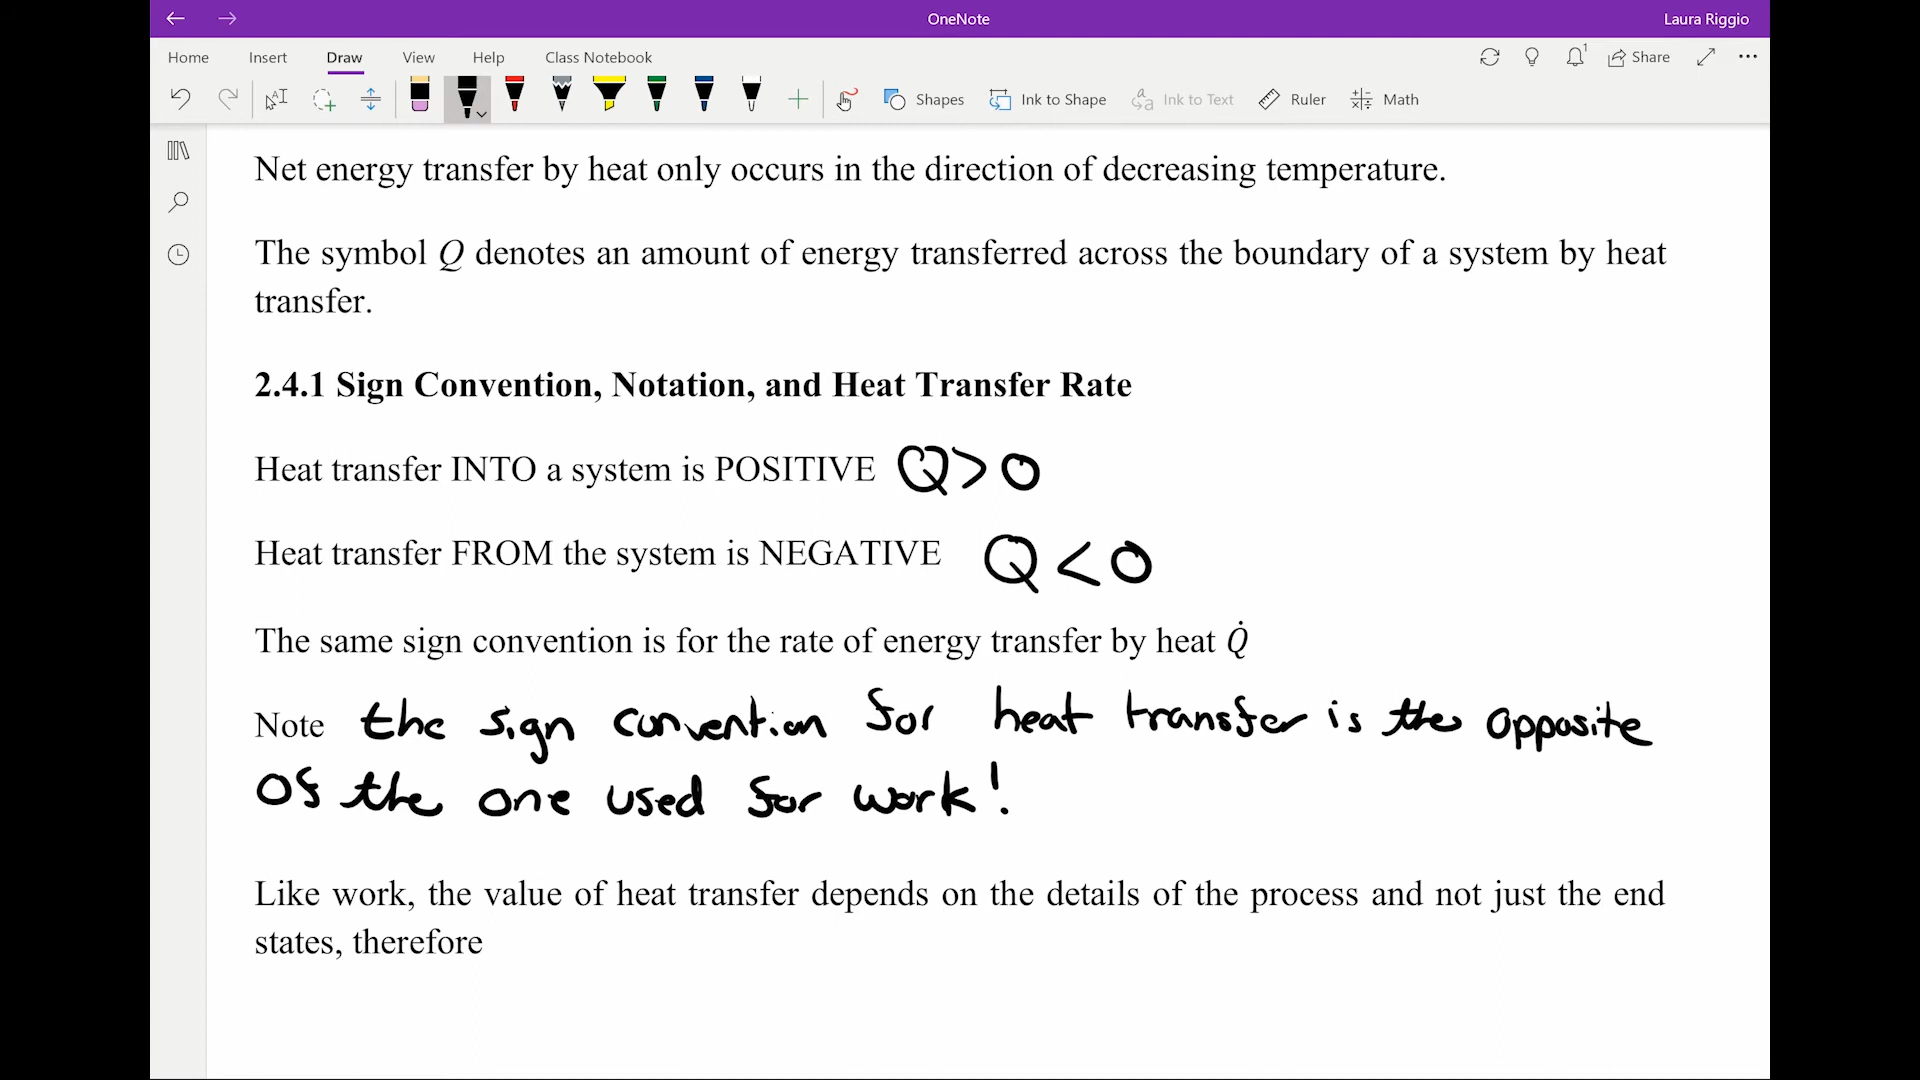 OneNote
Laura Riggio
Home Insert Draw View Help Class Notebook
1 Share
Shapes Ink to Shape Ink to Text Ruler Math
Net energy transfer by heat only occurs in the direction of decreasing temperature.
The symbol Q denotes an amount of energy transferred across the boundary of a system by heat
transfer.
2.4.1 Sign Convention, Notation, and Heat Transfer Rate
Heat transfer INTO a system is POSITIVE Q>0
Heat transfer FROM the system is NEGATIVE Q<0
The same sign convention is for the rate of energy transfer by heat Q̇
Note the sign convention for heat transfer is the opposite
of the one used for work!
Like work, the value of heat transfer depends on the details of the process and not just the end
states, therefore